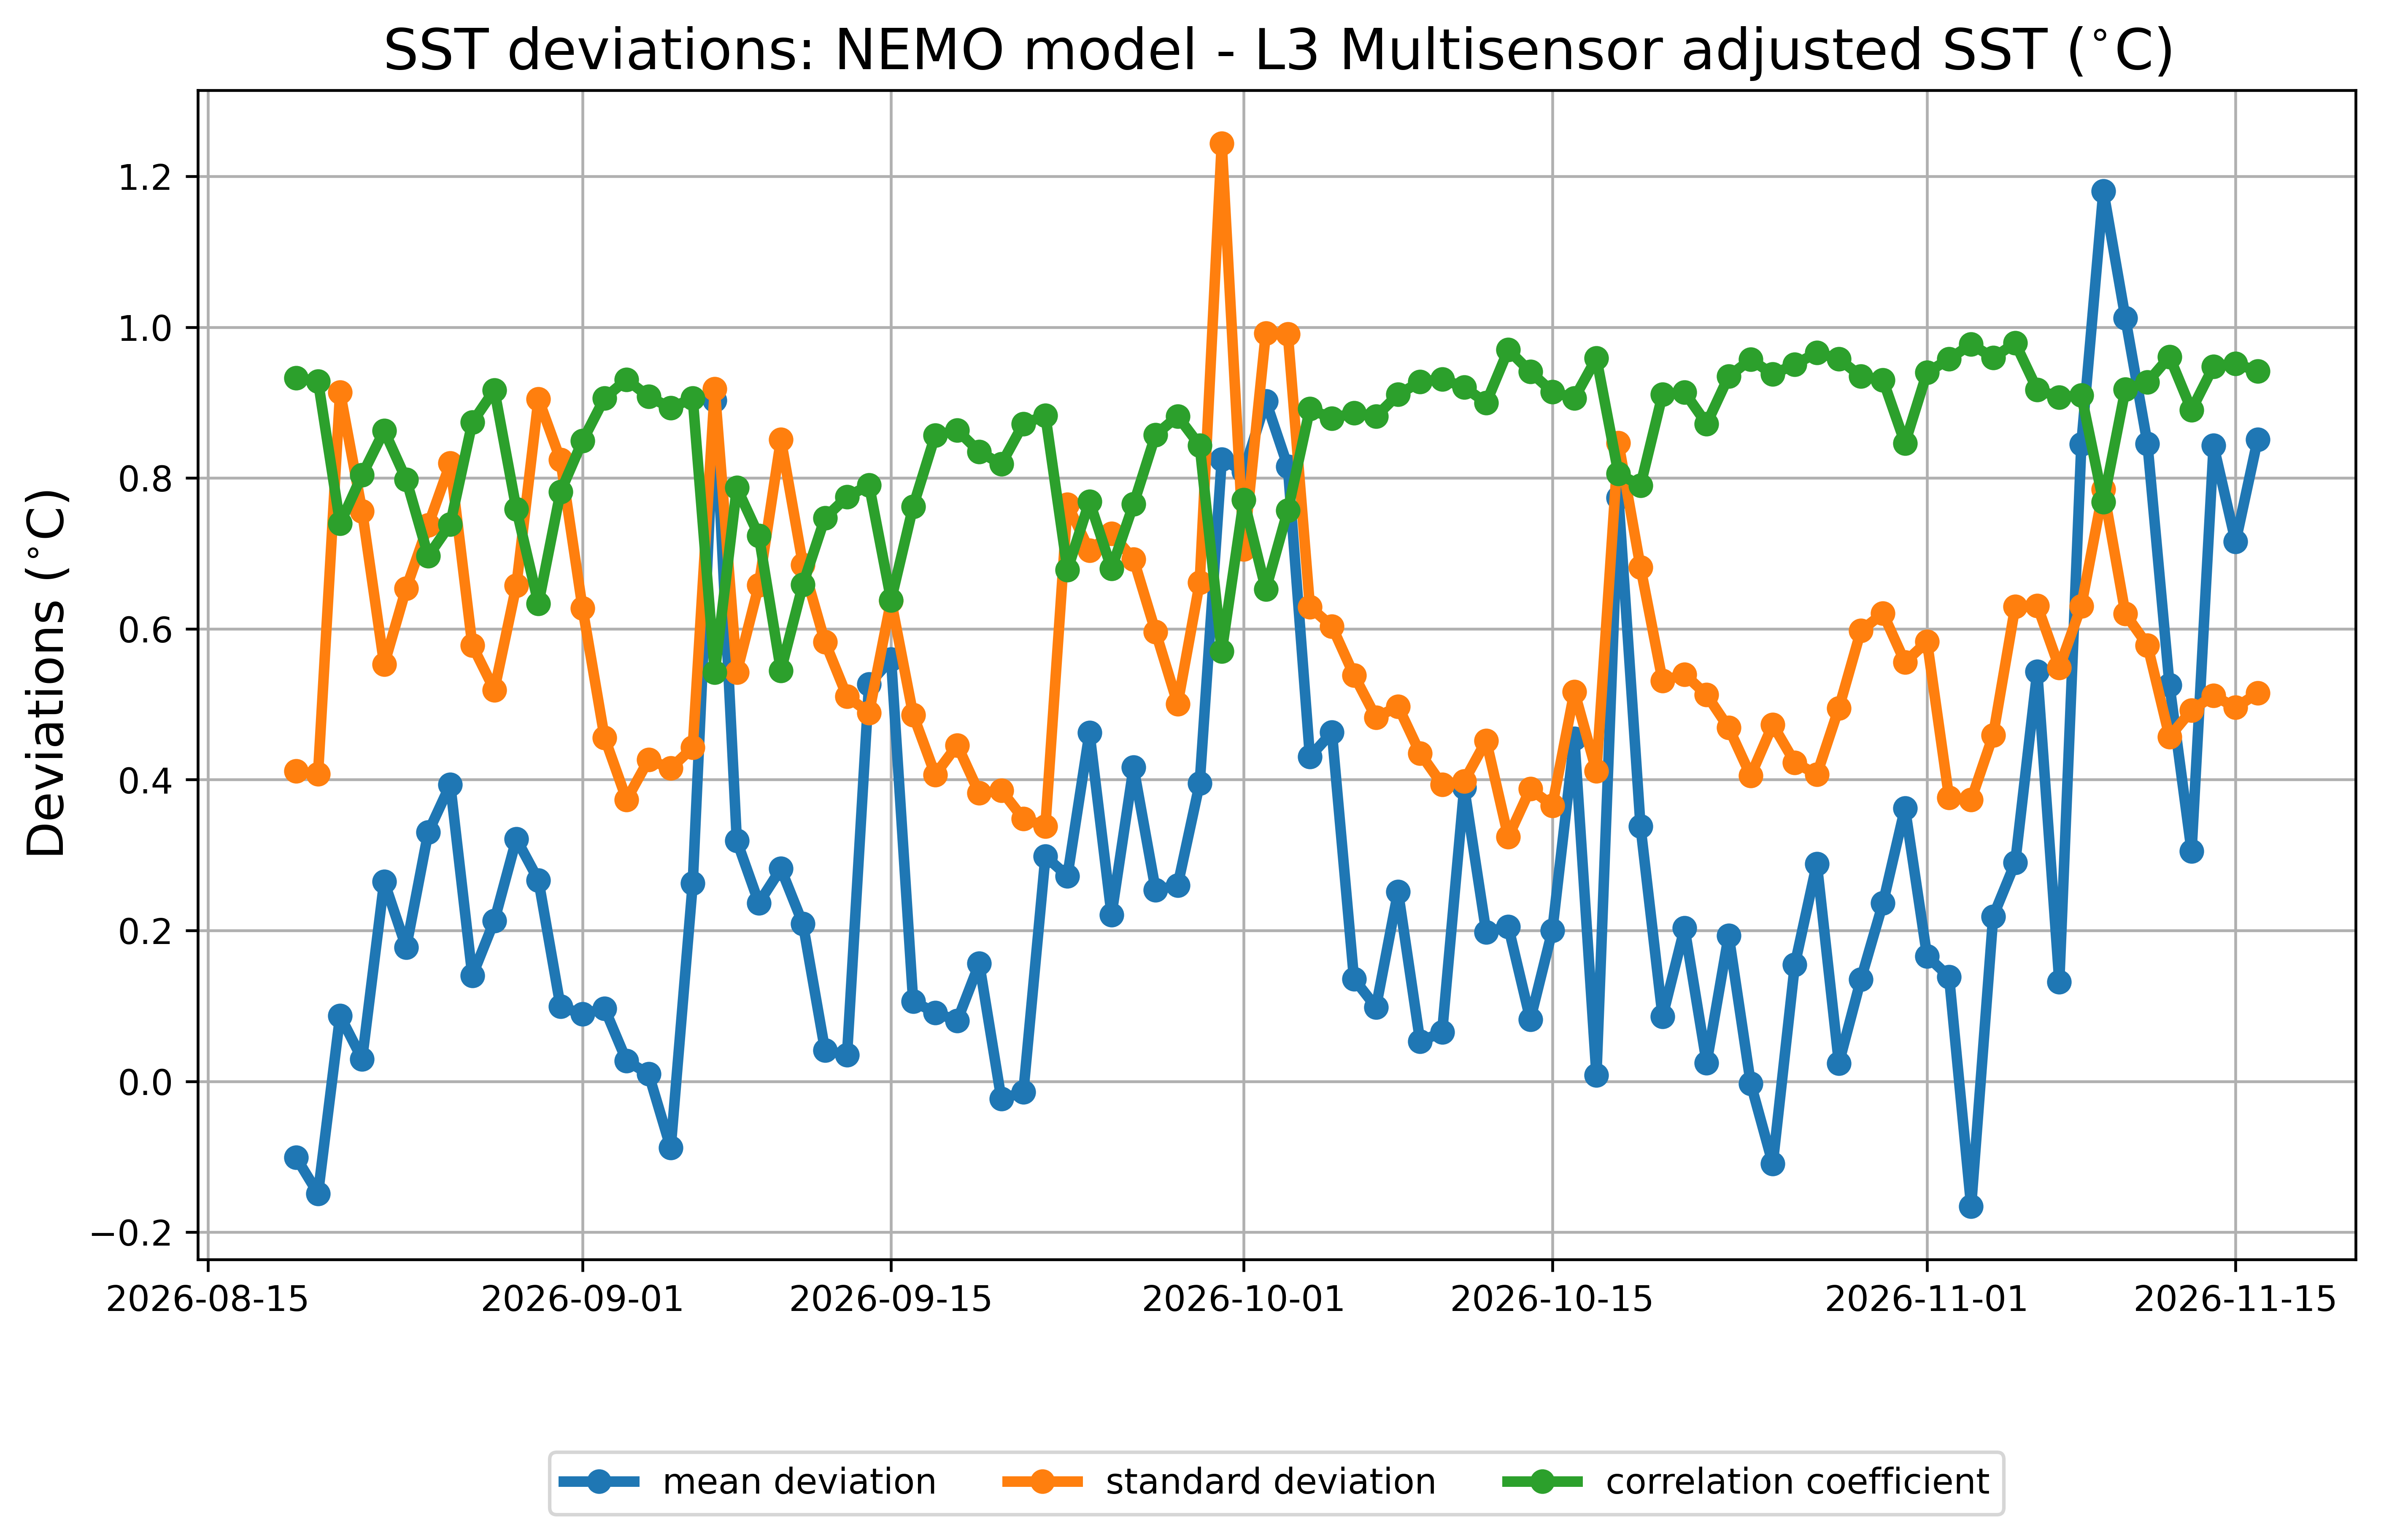 SST deviations: NEMO model - L3 Multisensor adjusted SST (°C)
Deviations (°C)
1.2
1.0
0.8
0.6
0.4
0.2
0.0
−0.2
2026-08-15 2026-09-01 2026-09-15 2026-10-01 2026-10-15 2026-11-01 2026-11-15
mean deviation standard deviation correlation coefficient